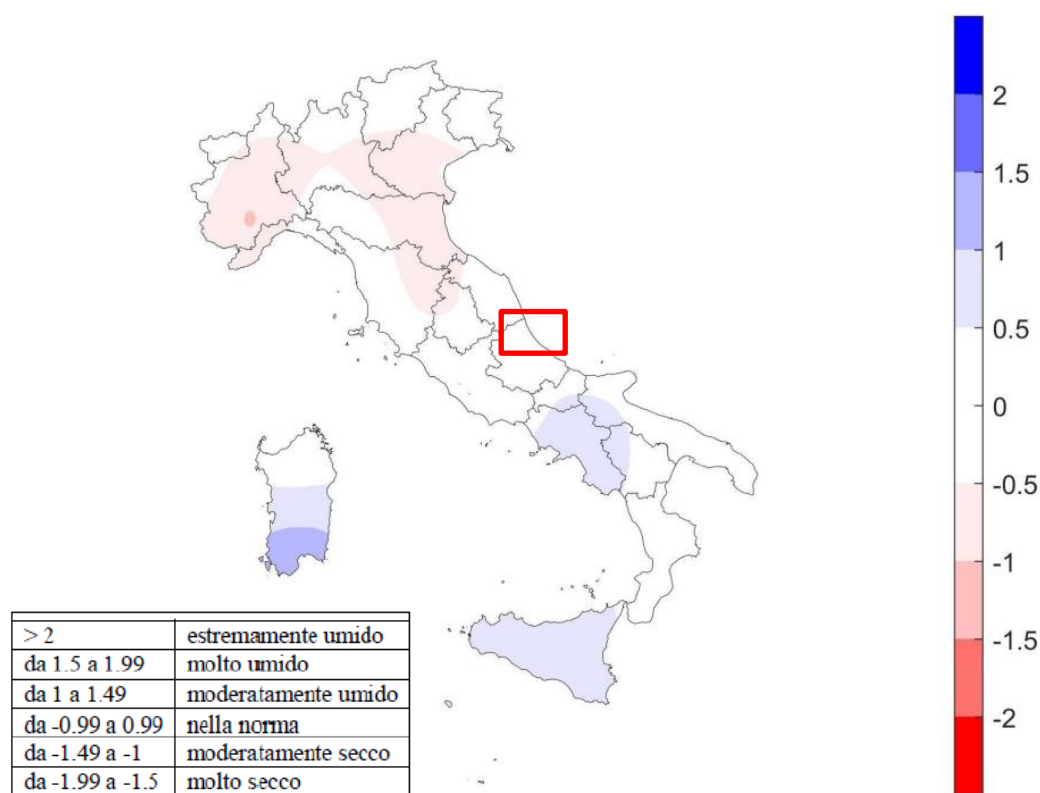 2
1.5
1
0.5
0
-0.5
-1
-1.5
-2
> 2 estremamente umido
da 1.5 a 1.99 molto umido
da 1 a 1.49 moderatamente umido
da -0.99 a 0.99 nella norma
da -1.49 a -1 moderatamente secco
da -1.99 a -1.5 molto secco